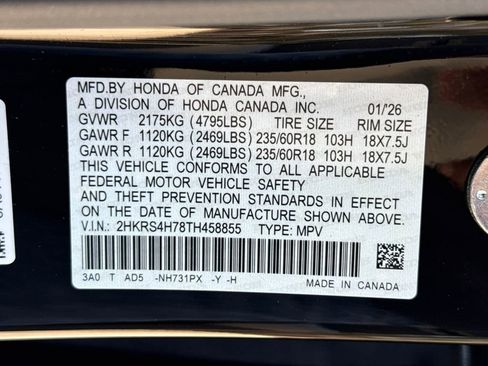 MFD.BY HONDA OF CANADA MFG.,
A DIVISION OF HONDA CANADA INC. 01/26
GVWR 2175KG (4795LBS) TIRE SIZE RIM SIZE
GAWR F 1120KG (2469LBS) 235/60R18 103H 18X7.5J
GAWR R 1120KG (2469LBS) 235/60R18 103H 18X7.5J
THIS VEHICLE CONFORMS TO ALL APPLICABLE
FEDERAL MOTOR VEHICLE SAFETY
AND THEFT PREVENTION STANDARDS IN EFFECT
ON THE DATE OF MANUFACTURE SHOWN ABOVE.
V.I.N.: 2HKRS4H78TH458855 TYPE: MPV
3A0 T AD5 -NH731PX -Y -H MADE IN CANADA